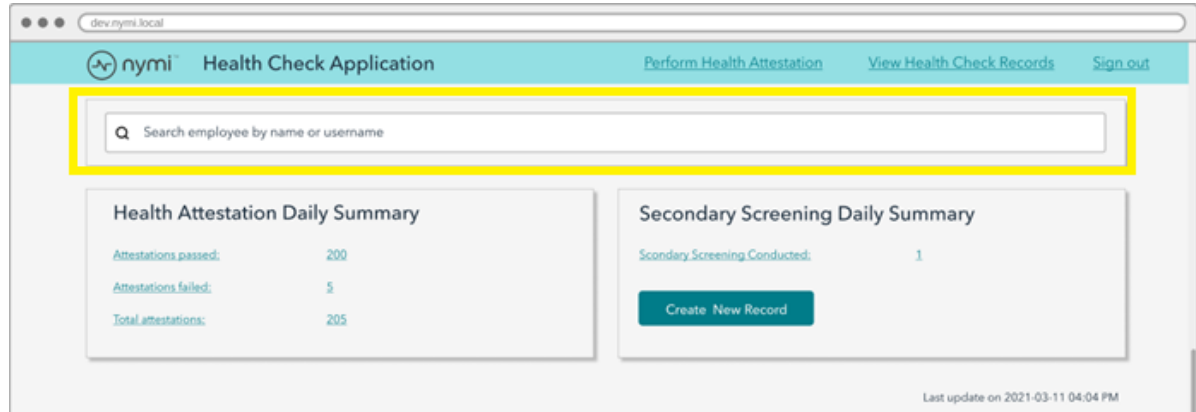 dev.nymi.local
nymi™ Health Check Application Perform Health Attestation View Health Check Records Sign out
Search employee by name or username
Health Attestation Daily Summary
Attestations passed: 200
Attestations failed: 5
Total attestations: 205
Secondary Screening Daily Summary
Scondary Screening Conducted: 1
Create New Record
Last update on 2021-03-11 04:04 PM